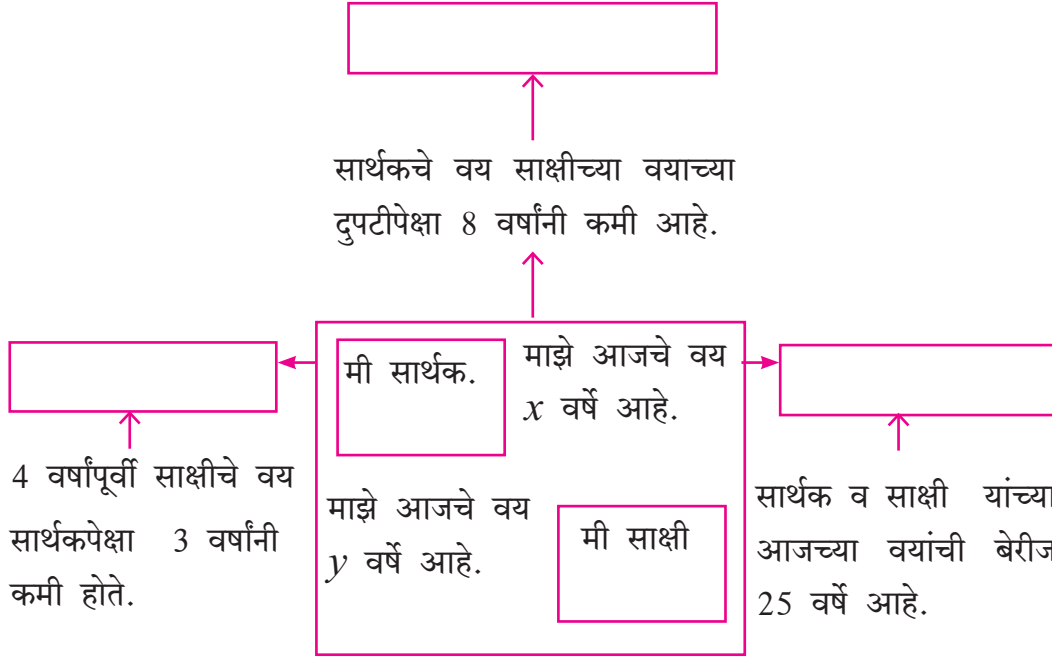 सार्थकचे वय साक्षीच्या वयाच्या
दुपटीपेक्षा 8 वर्षांनी कमी आहे.
मी सार्थक.
माझे आजचे वय
x वर्षे आहे.
4 वर्षांपूर्वी साक्षीचे वय
सार्थकपेक्षा 3 वर्षांनी
कमी होते.
माझे आजचे वय
y वर्षे आहे.
मी साक्षी
सार्थक व साक्षी यांच्या
आजच्या वयांची बेरीज
25 वर्षे आहे.